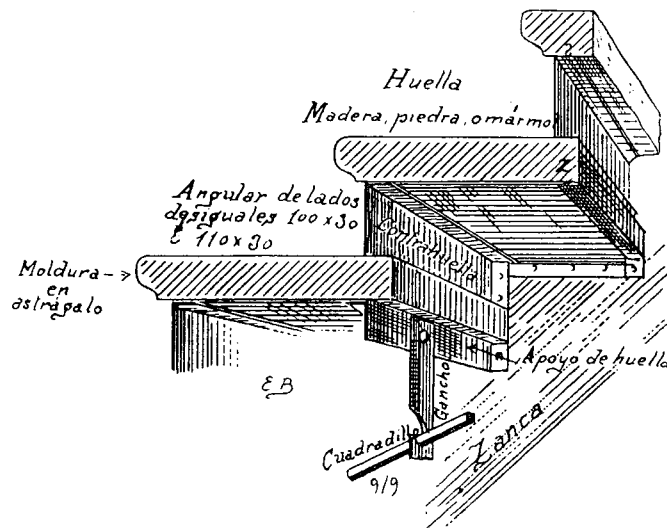 Huella
Madera, piedra, o mármol
Angular de lados
desiguales 100 x 30
110 x 30
Contrahuella
Moldura
en
astrágalo
Apoyo de huella
E B
Gancho
Cuadradillo
9/9
Zanca